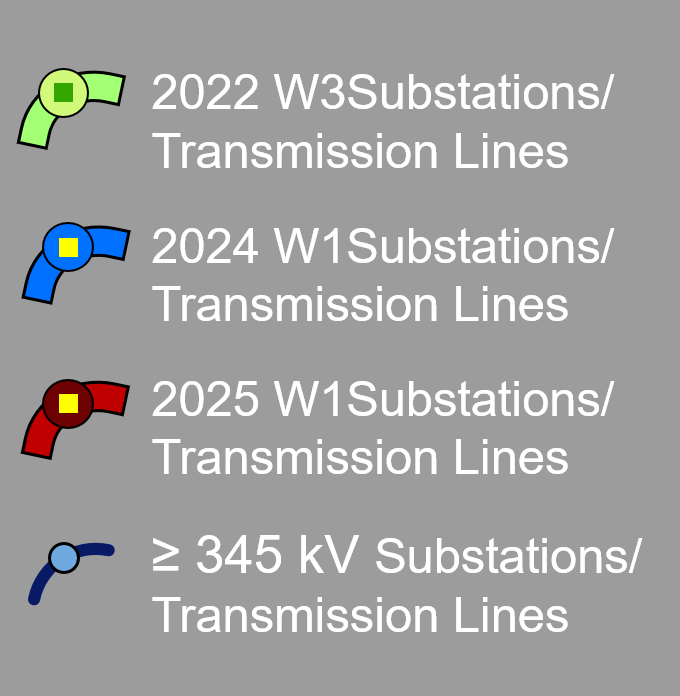 2022 W3Substations/
Transmission Lines
2024 W1Substations/
Transmission Lines
2025 W1Substations/
Transmission Lines
≥ 345 kV Substations/
Transmission Lines